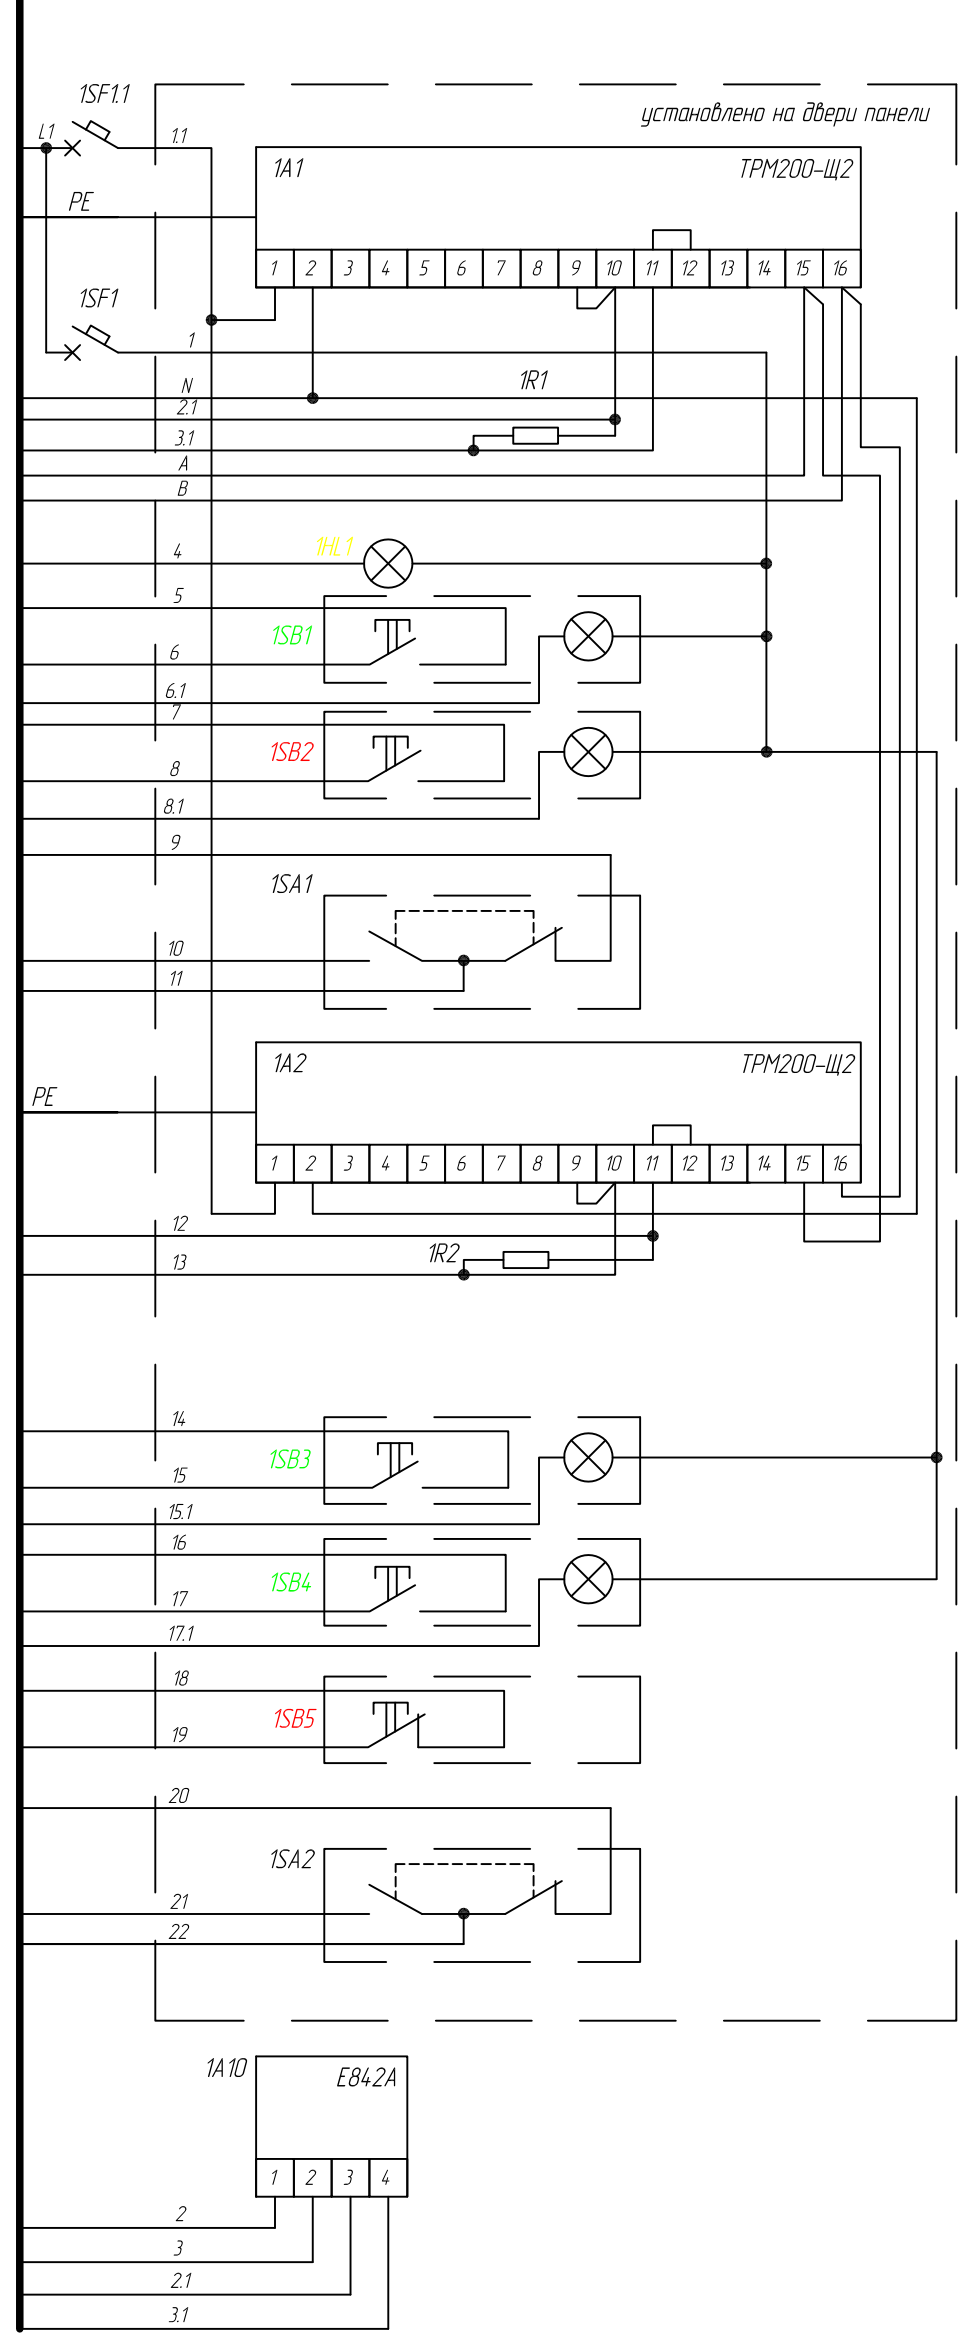 1SF1.1
установлено на двери панели
L1
1.1
1A1 ТРМ200-Щ2
PE
1 2 3 4 5 6 7 8 9 10 11 12 13 14 15 16
1SF1
1
1R1
N
2.1
3.1
A
B
1HL1
4
5
1SB1
6
6.1
7
1SB2
8
8.1
9
1SA1
10
11
1A2 ТРМ200-Щ2
PE
1 2 3 4 5 6 7 8 9 10 11 12 13 14 15 16
12
1R2
13
14
1SB3
15
15.1
16
1SB4
17
17.1
18
1SB5
19
20
1SA2
21
22
1A10 E842A
1 2 3 4
2
3
2.1
3.1